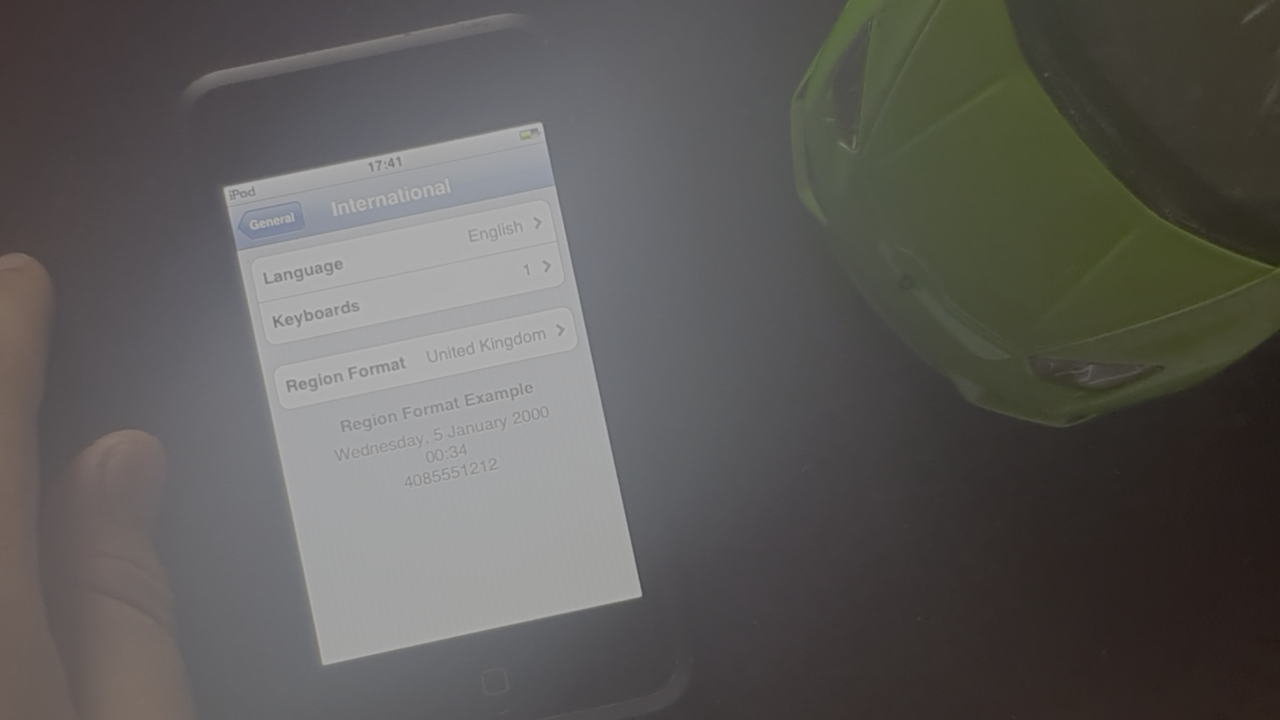 iPod 17:41
General International
Language English
Keyboards 1
Region Format United Kingdom
Region Format Example
Wednesday, 5 January 2000
00:34
4085551212